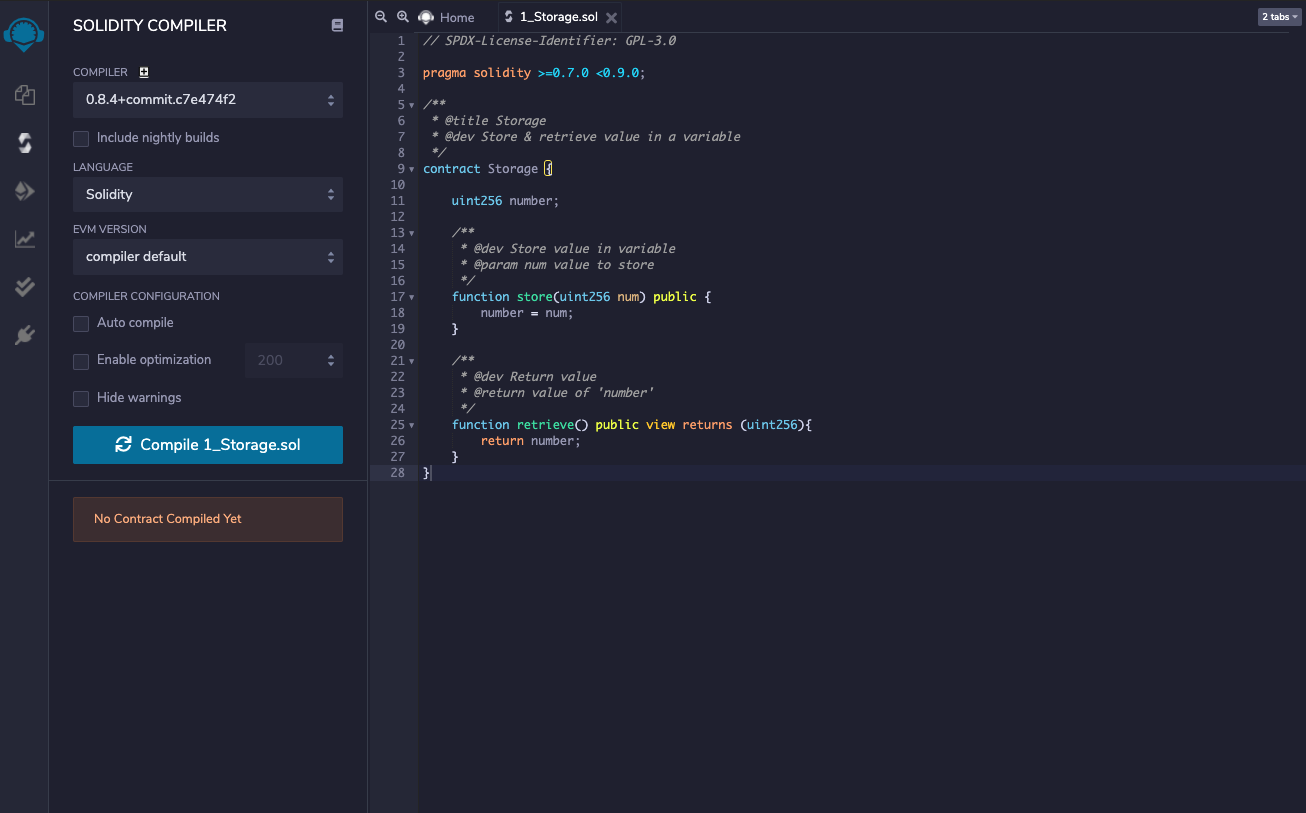 SOLIDITY COMPILER
COMPILER
0.8.4+commit.c7e474f2
Include nightly builds
LANGUAGE
Solidity
EVM VERSION
compiler default
COMPILER CONFIGURATION
Auto compile
Enable optimization
200
Hide warnings
Compile 1_Storage.sol
No Contract Compiled Yet
Home
1_Storage.sol
2 tabs
1 // SPDX-License-Identifier: GPL-3.0
2
3 pragma solidity >=0.7.0 <0.9.0;
4
5 /**
6  * @title Storage
7  * @dev Store & retrieve value in a variable
8  */
9 contract Storage {
10
11     uint256 number;
12
13     /**
14      * @dev Store value in variable
15      * @param num value to store
16      */
17     function store(uint256 num) public {
18         number = num;
19     }
20
21     /**
22      * @dev Return value
23      * @return value of 'number'
24      */
25     function retrieve() public view returns (uint256){
26         return number;
27     }
28 }